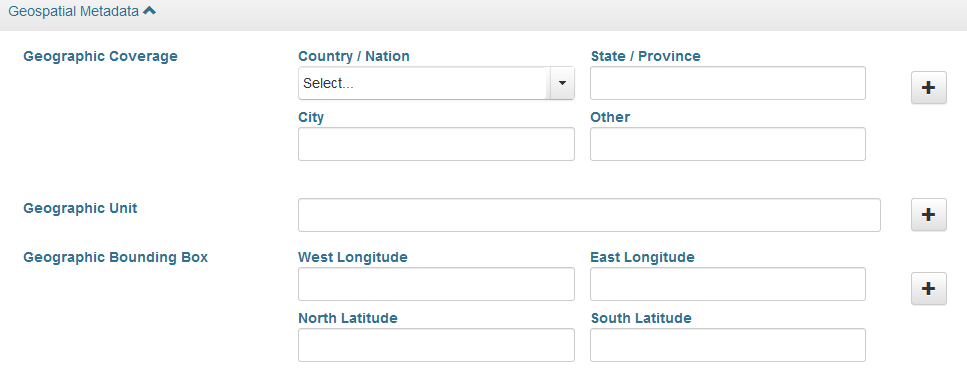 Geospatial Metadata
Geographic Coverage
Country / Nation
State / Province
Select...
City
Other
Geographic Unit
Geographic Bounding Box
West Longitude
East Longitude
North Latitude
South Latitude